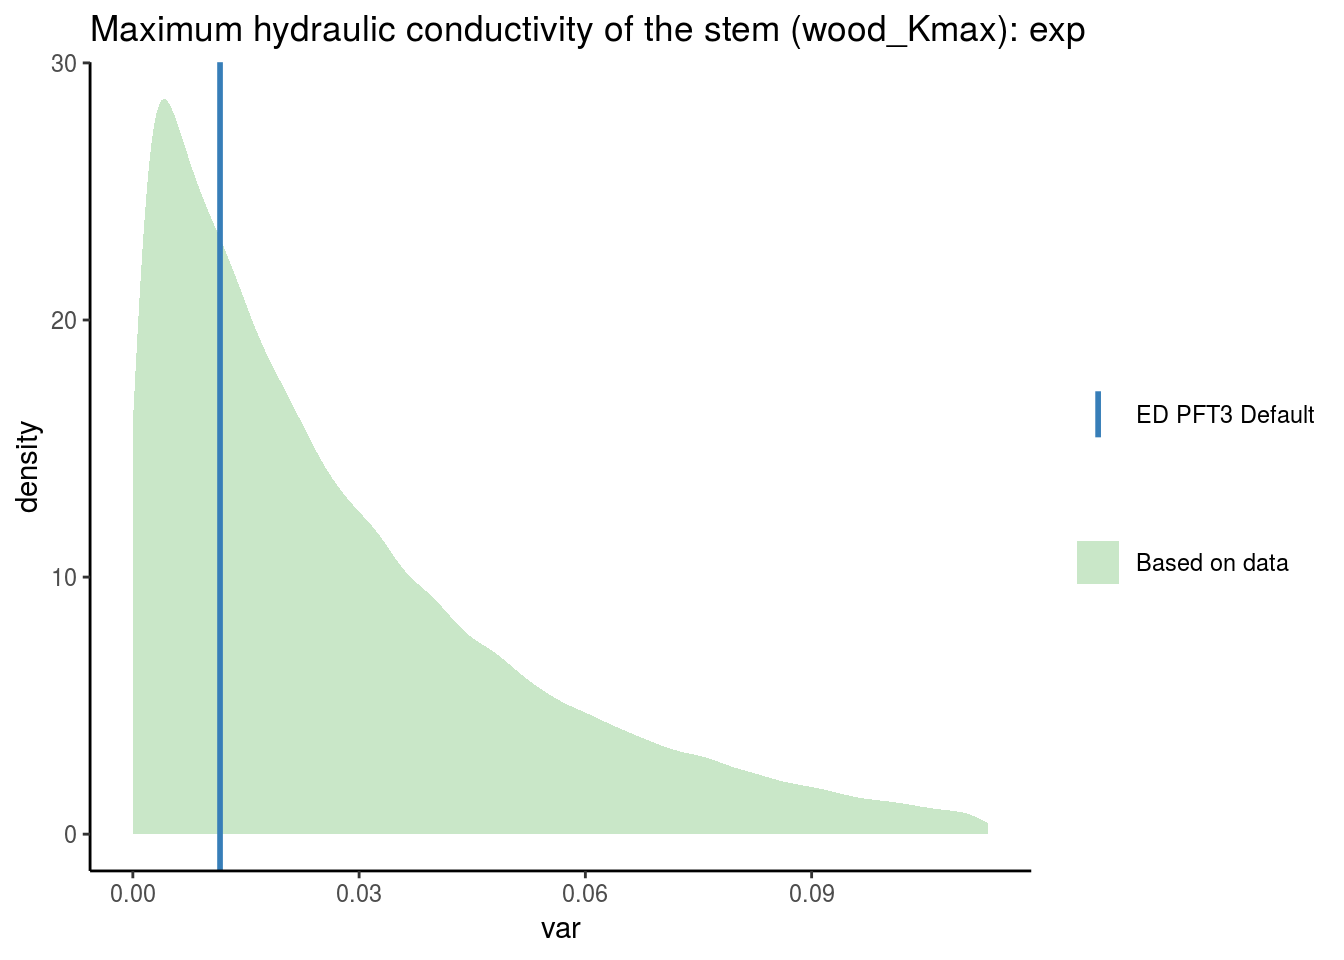 Maximum hydraulic conductivity of the stem (wood_Kmax): exp
30
20
10
0
density
0.00
0.03
0.06
0.09
var
ED PFT3 Default
Based on data